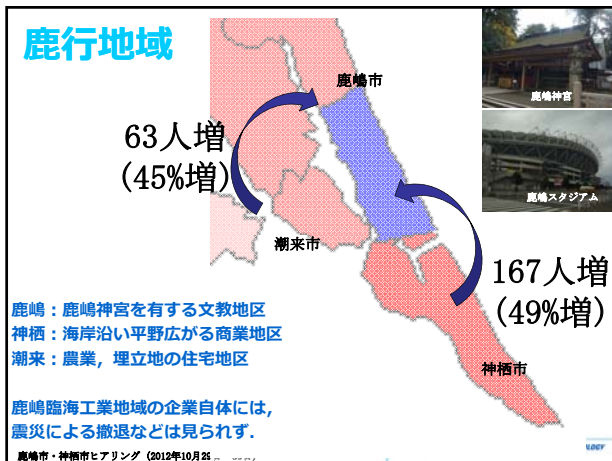 鹿行地域
鹿嶋市
鹿嶋神宮
63人増
(45%増)
鹿嶋スタジアム
潮来市
167人増
(49%増)
鹿嶋：鹿嶋神宮を有する文教地区
神栖：海岸沿い平野広がる商業地区
潮来：農業，埋立地の住宅地区
神栖市
鹿嶋臨海工業地域の企業自体には，
震災による撤退などは見られず．
鹿嶋市・神栖市ヒアリング（2012年10月29